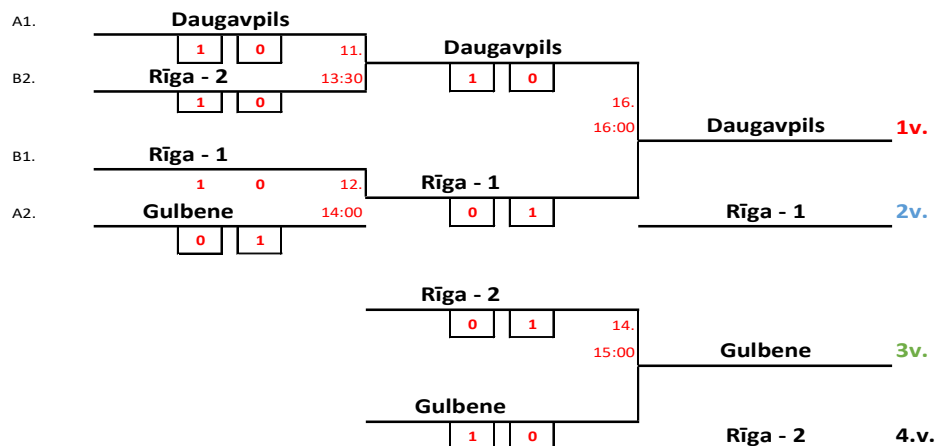 A1. Daugavpils
1 0 11. Daugavpils
B2. Rīga - 2 13:30 1 0
1 0 16.
16:00 Daugavpils 1v.
B1. Rīga - 1
1 0 12. Rīga - 1
A2. Gulbene 14:00 0 1 Rīga - 1 2v.
0 1
Rīga - 2
0 1 14.
15:00 Gulbene 3v.
Gulbene
1 0 Rīga - 2 4.v.